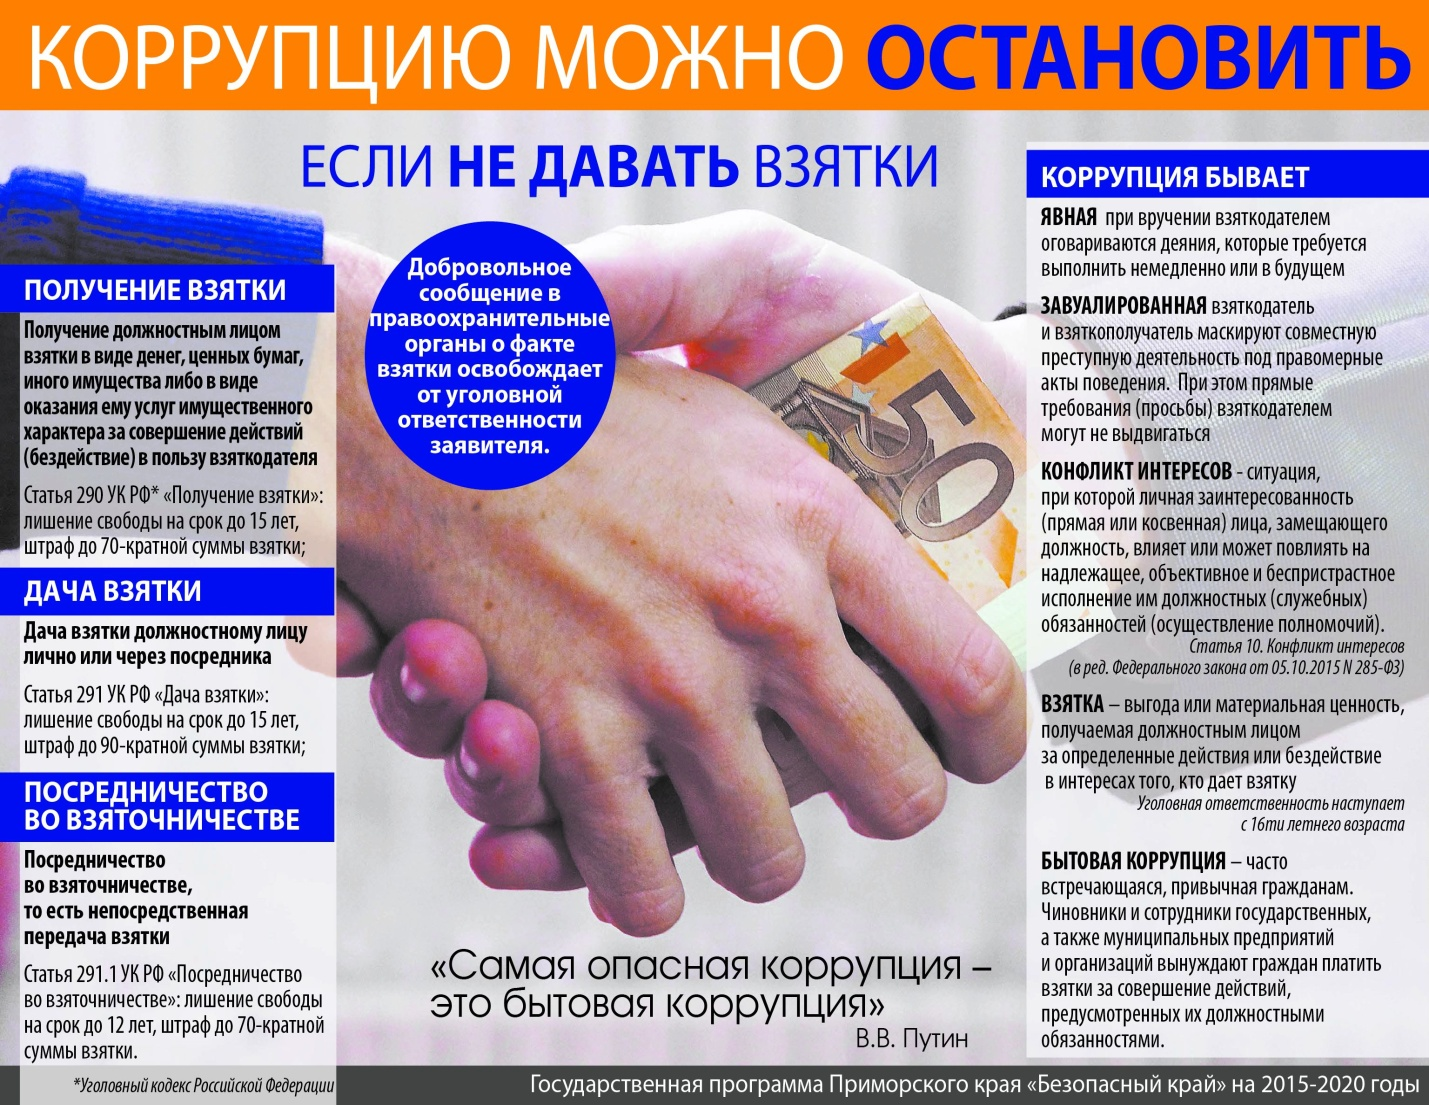 КОРРУПЦИЮ МОЖНО ОСТАНОВИТЬ
ЕСЛИ НЕ ДАВАТЬ ВЗЯТКИ
Добровольное
сообщение в
правоохранительные
органы о факте
взятки освобождает
от уголовной
ответственности
заявителя.
ПОЛУЧЕНИЕ ВЗЯТКИ
Получение должностным лицом
взятки в виде денег, ценных бумаг,
иного имущества либо в виде
оказания ему услуг имущественного
характера за совершение действий
(бездействие) в пользу взяткодателя
Статья 290 УК РФ* «Получение взятки»:
лишение свободы на срок до 15 лет,
штраф до 70-кратной суммы взятки;
ДАЧА ВЗЯТКИ
Дача взятки должностному лицу
лично или через посредника
Статья 291 УК РФ «Дача взятки»:
лишение свободы на срок до 15 лет,
штраф до 90-кратной суммы взятки;
ПОСРЕДНИЧЕСТВО
ВО ВЗЯТОЧНИЧЕСТВЕ
Посредничество
во взяточничестве,
то есть непосредственная
передача взятки
Статья 291.1 УК РФ «Посредничество
во взяточничестве»: лишение свободы
на срок до 12 лет, штраф до 70-кратной
суммы взятки.
*Уголовный кодекс Российской Федерации
50
«Самая опасная коррупция –
это бытовая коррупция»
В.В. Путин
КОРРУПЦИЯ БЫВАЕТ
ЯВНАЯ при вручении взяткодателем
оговариваются деяния, которые требуется
выполнить немедленно или в будущем
ЗАВУАЛИРОВАННАЯ взяткодатель
и взяткополучатель маскируют совместную
преступную деятельность под правомерные
акты поведения. При этом прямые
требования (просьбы) взяткодателем
могут не выдвигаться
КОНФЛИКТ ИНТЕРЕСОВ - ситуация,
при которой личная заинтересованность
(прямая или косвенная) лица, замещающего
должность, влияет или может повлиять на
надлежащее, объективное и беспристрастное
исполнение им должностных (служебных)
обязанностей (осуществление полномочий).
Статья 10. Конфликт интересов
(в ред. Федерального закона от 05.10.2015 N 285-ФЗ)
ВЗЯТКА – выгода или материальная ценность,
получаемая должностным лицом
за определенные действия или бездействие
в интересах того, кто дает взятку
Уголовная ответственность наступает
с 16ти летнего возраста
БЫТОВАЯ КОРРУПЦИЯ – часто
встречающаяся, привычная гражданам.
Чиновники и сотрудники государственных,
а также муниципальных предприятий
и организаций вынуждают граждан платить
взятки за совершение действий,
предусмотренных их должностными
обязанностями.
Государственная программа Приморского края «Безопасный край» на 2015-2020 годы